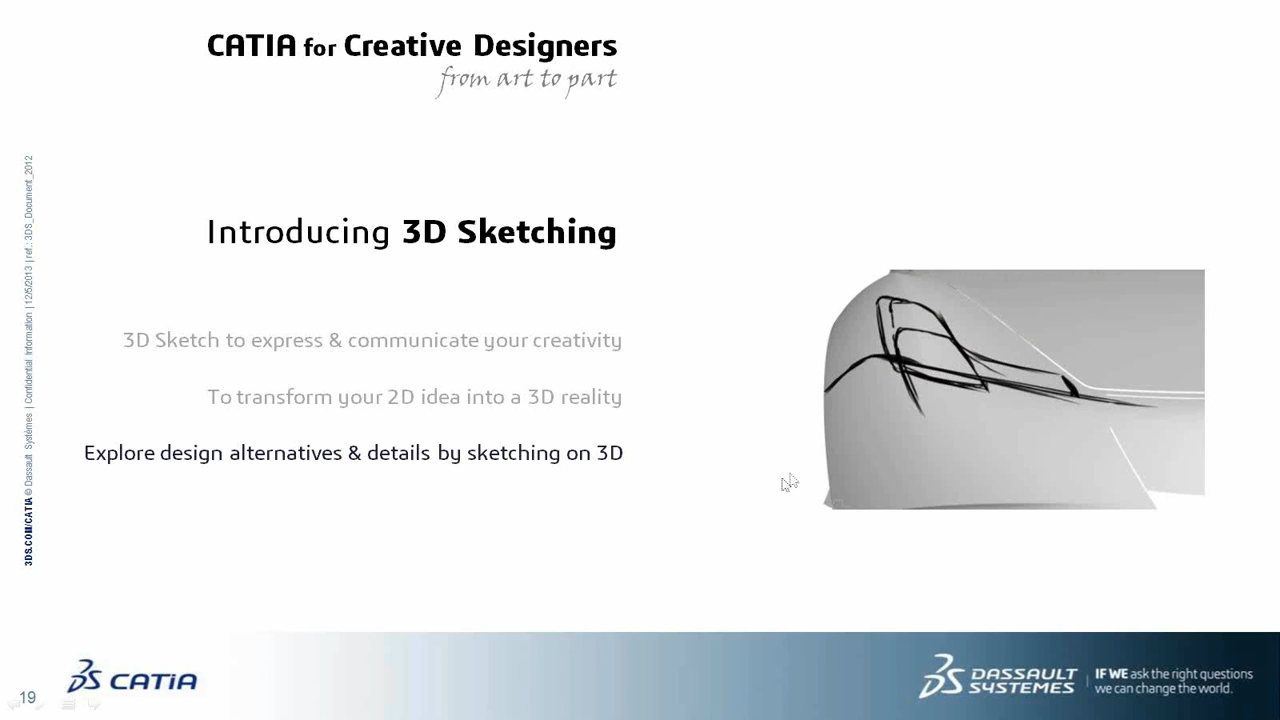 CATIA for Creative Designers
from art to part
Introducing 3D Sketching
3D Sketch to express & communicate your creativity
To transform your 2D idea into a 3D reality
Explore design alternatives & details by sketching on 3D
3DS.COM/CATIA © Dassault Systèmes | Confidential Information | 12/5/2013 | ref.: 3DS_Document_2012
19
CATIA
DASSAULT SYSTEMES
IF WE ask the right questions
we can change the world.